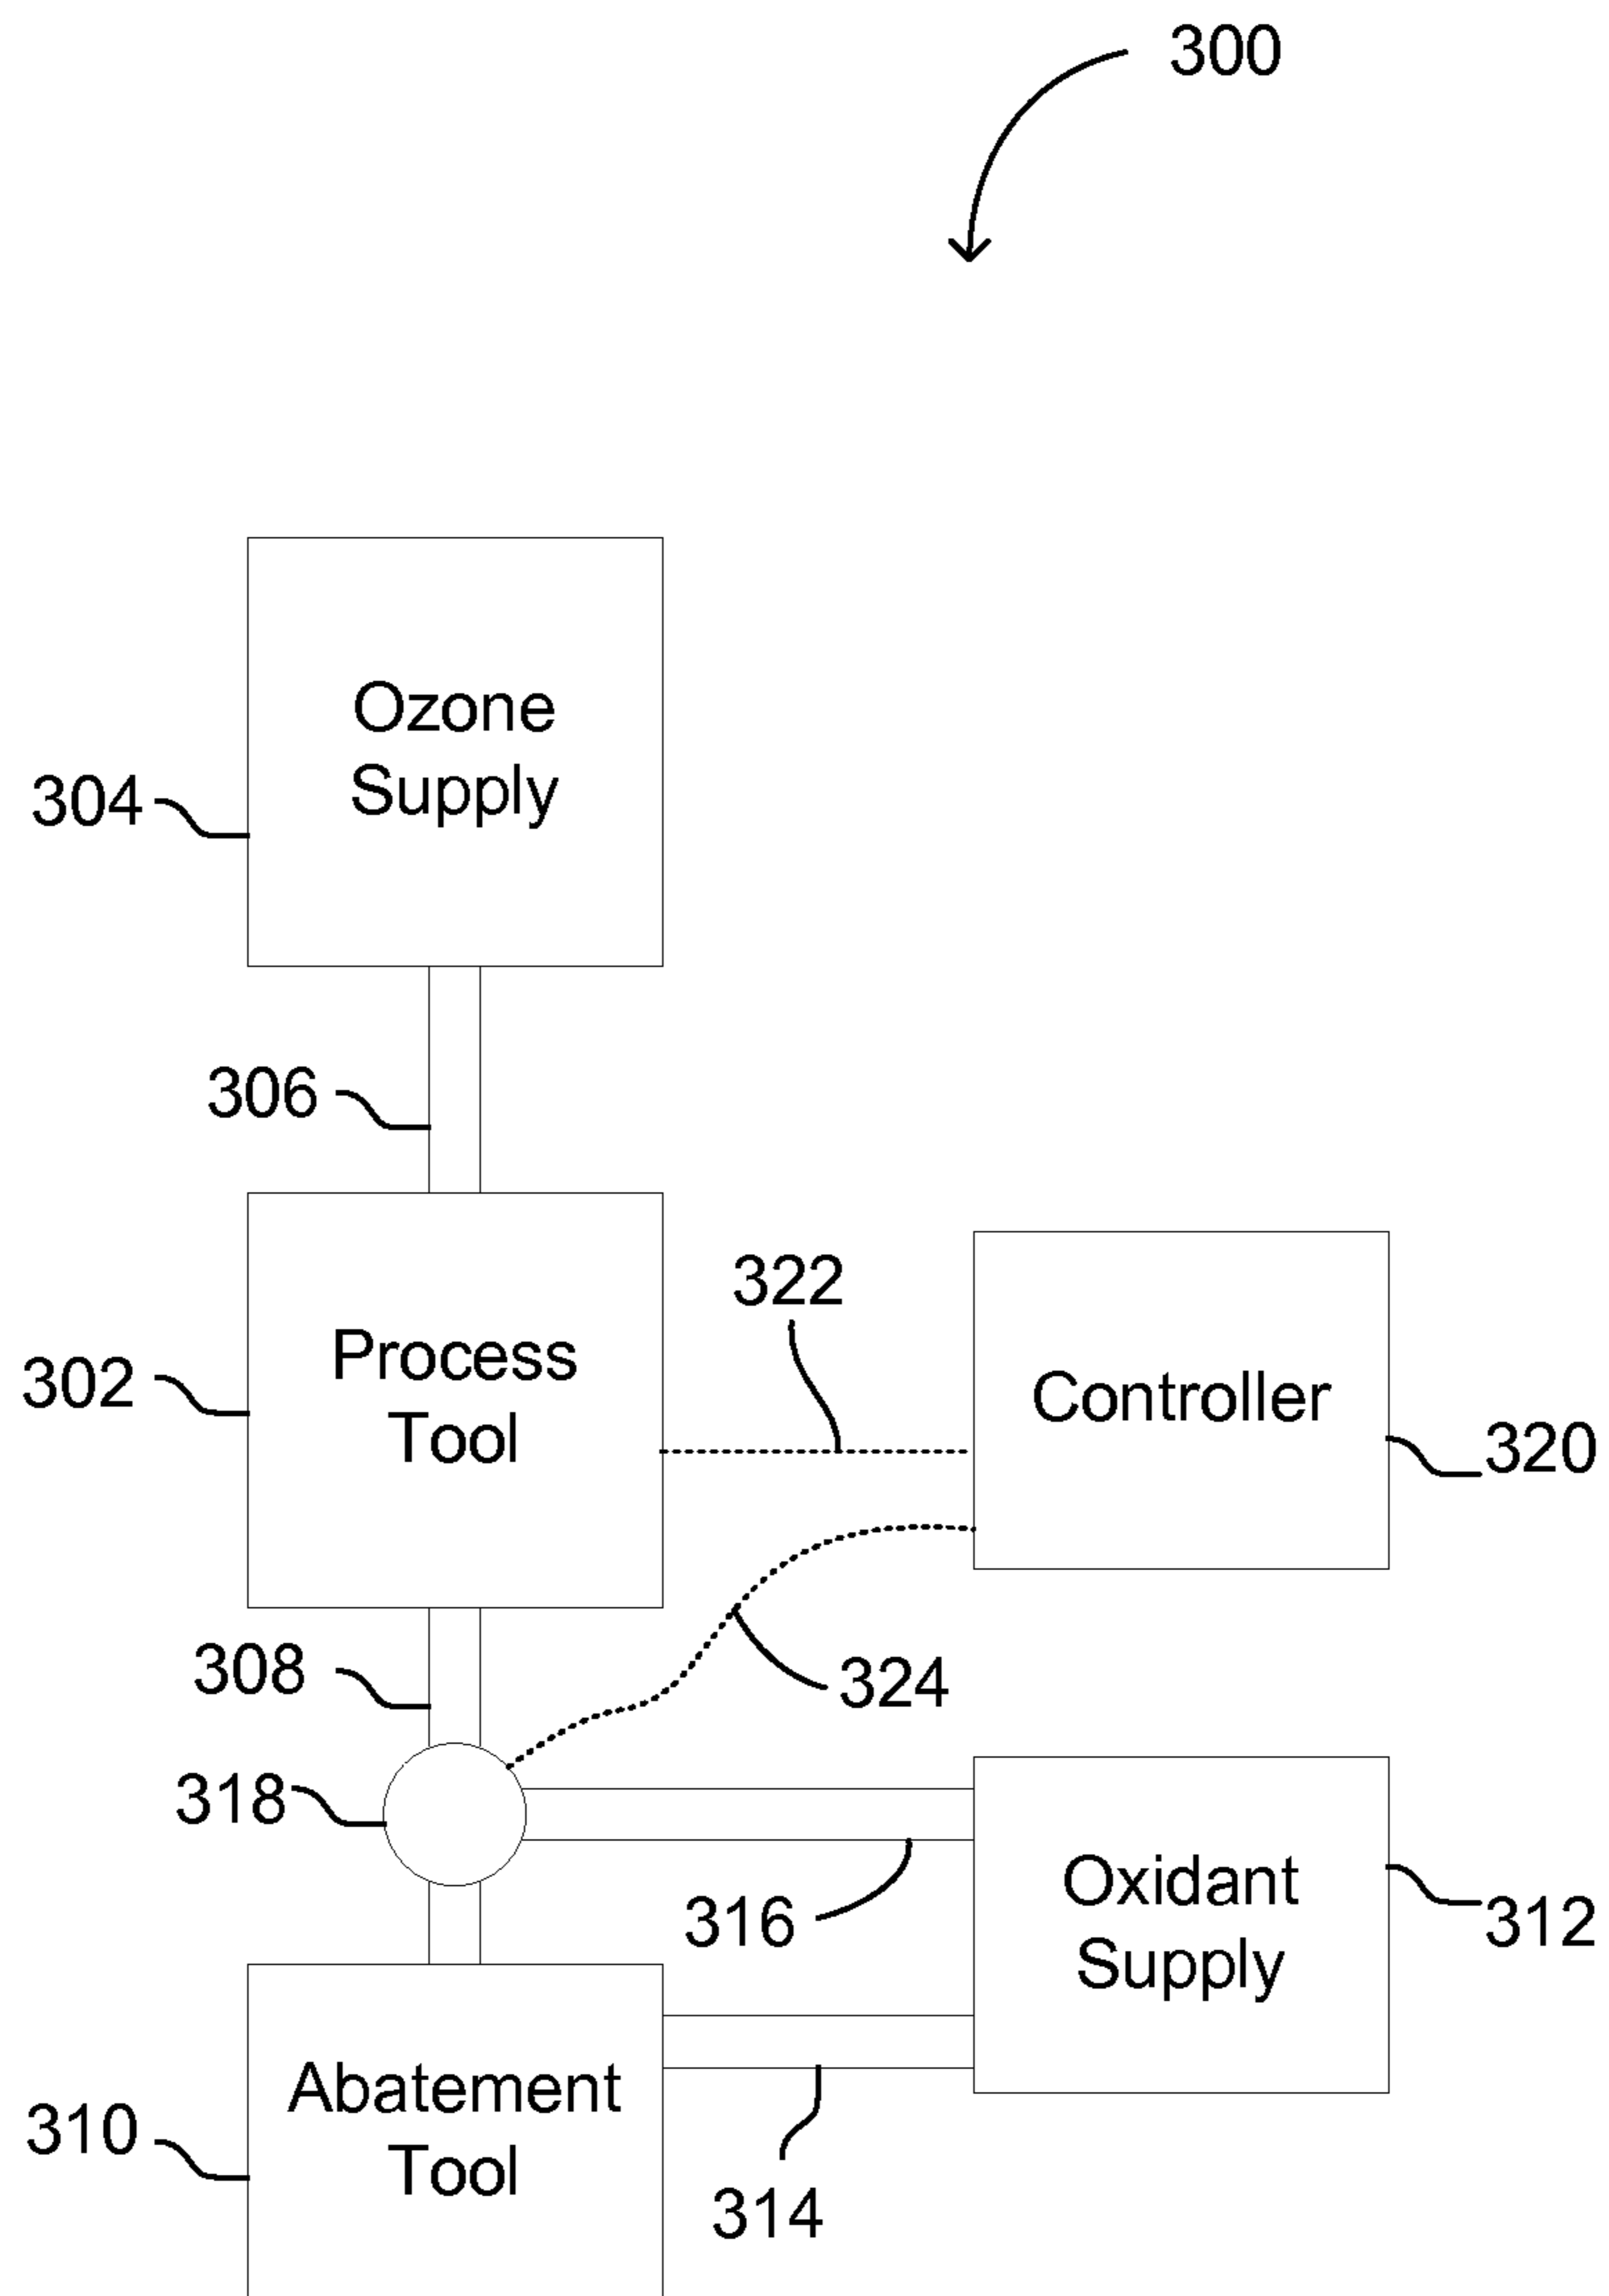 300
Ozone
Supply
304
306
322
Process
Tool
302
Controller
320
308
324
318
316
Oxidant
Supply
312
Abatement
Tool
310
314